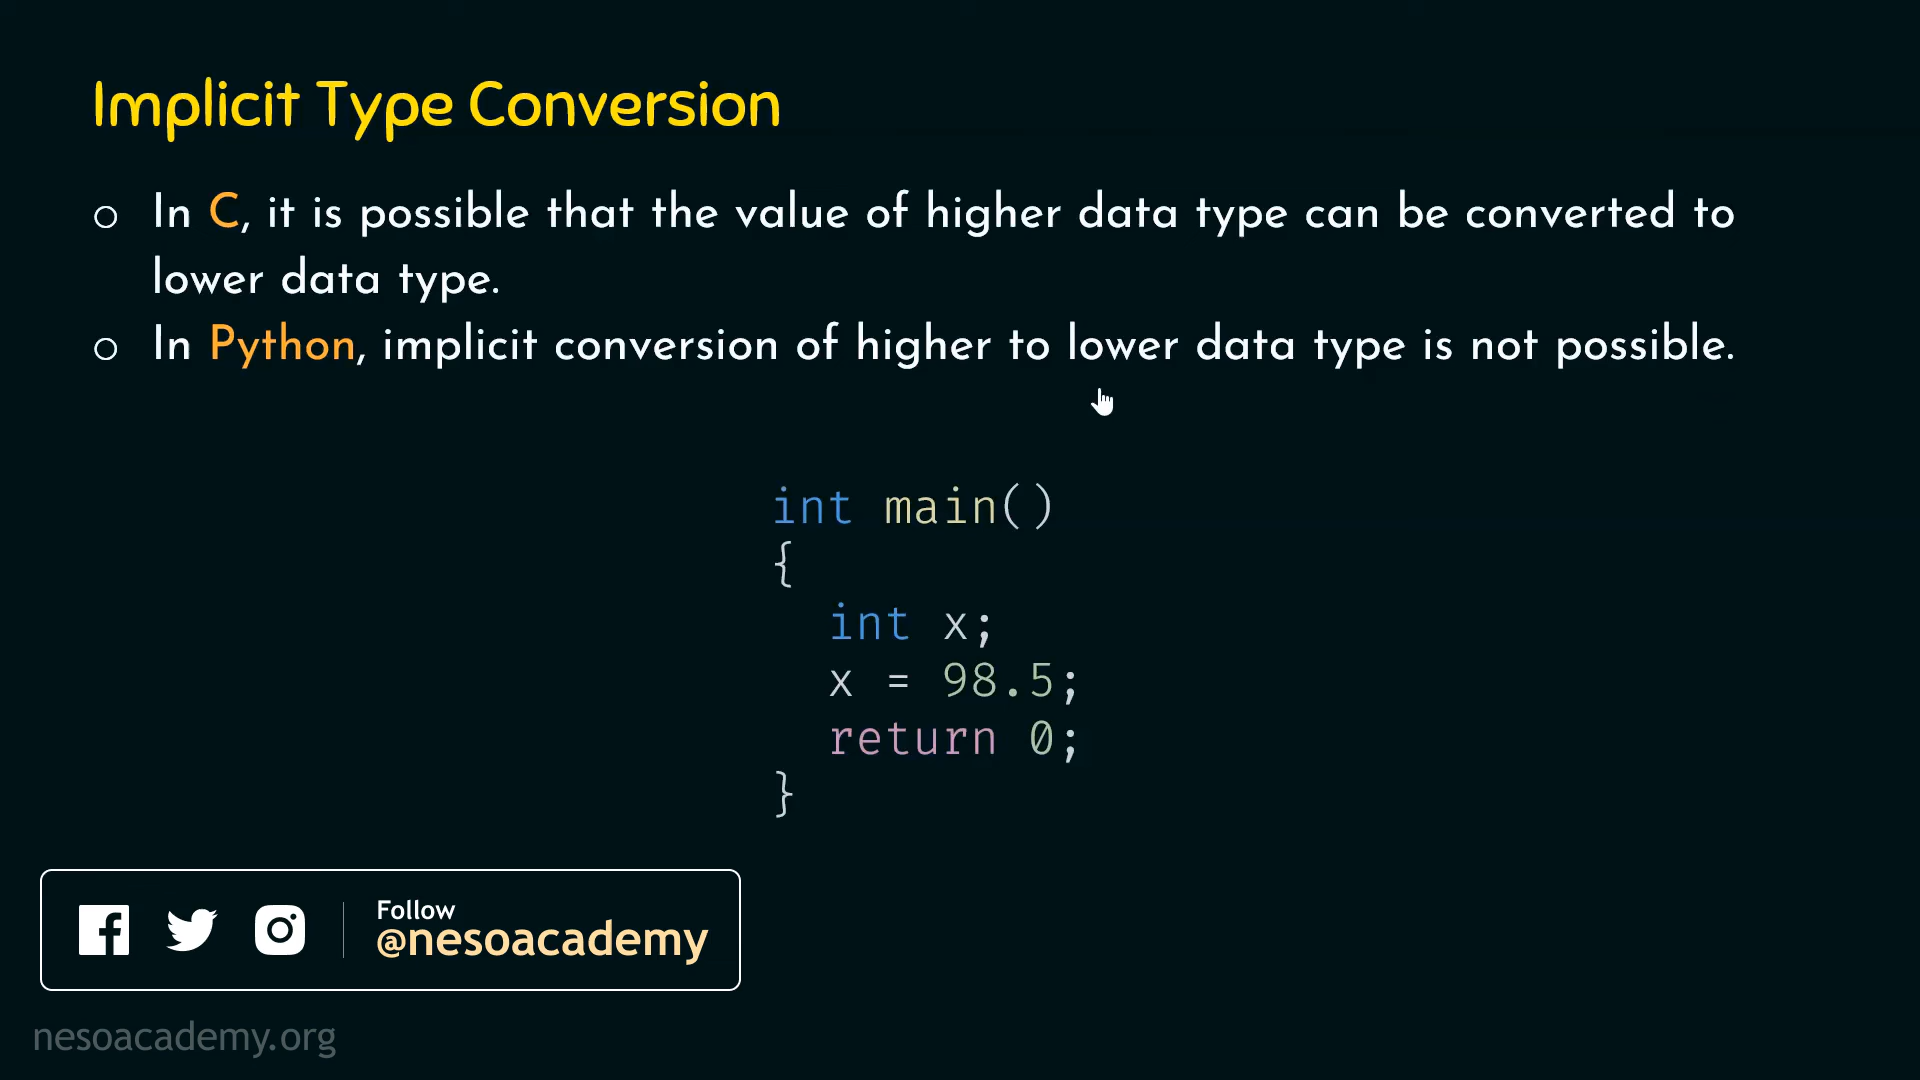 Implicit Type Conversion
○ In C, it is possible that the value of higher data type can be converted to
lower data type.
○ In Python, implicit conversion of higher to lower data type is not possible.
int main()
{
  int x;
  x = 98.5;
  return 0;
}
Follow
@nesoacademy
nesoacademy.org